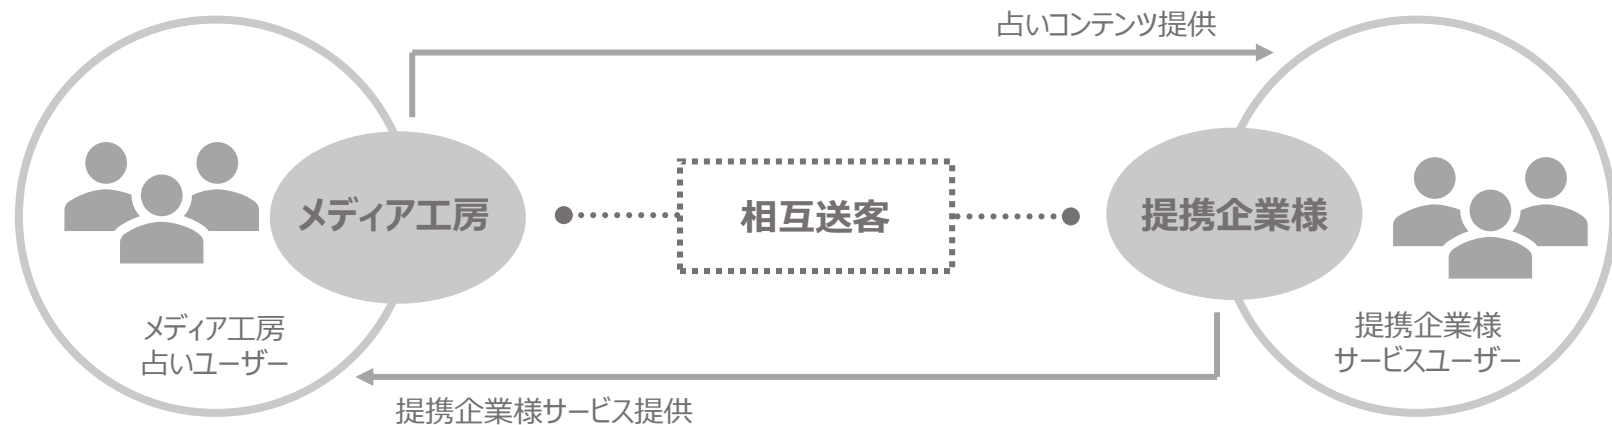 占いコンテンツ提供
メディア工房
相互送客
提携企業様
メディア工房
占いユーザー
提携企業様
サービスユーザー
提携企業様サービス提供